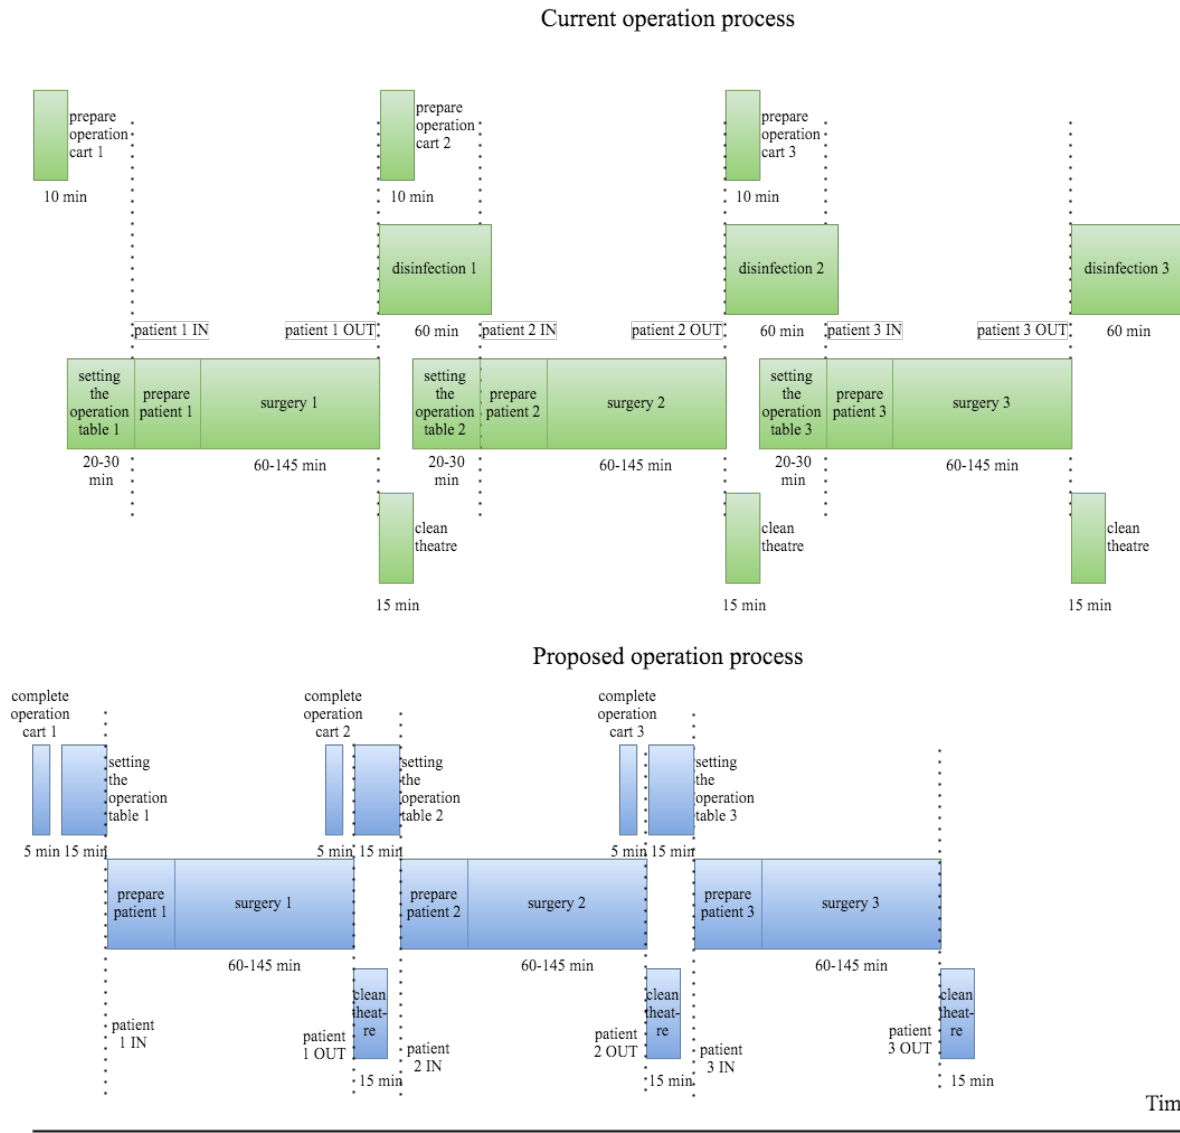 Current operation process
prepare
operation
cart 1
prepare
operation
cart 2
prepare
operation
cart 3
10 min
10 min
10 min
disinfection 1
disinfection 2
disinfection 3
patient 1 IN
patient 1 OUT
60 min
patient 2 IN
patient 2 OUT
60 min
patient 3 IN
patient 3 OUT
60 min
setting
the
operation
table 1
prepare
patient 1
surgery 1
setting
the
operation
table 2
prepare
patient 2
surgery 2
setting
the
operation
table 3
prepare
patient 3
surgery 3
20-30
min
60-145 min
20-30
min
60-145 min
20-30
min
60-145 min
clean
theatre
clean
theatre
clean
theatre
15 min
15 min
15 min
Proposed operation process
complete
operation
cart 1
complete
operation
cart 2
complete
operation
cart 3
setting
the
operation
table 1
setting
the
operation
table 2
setting
the
operation
table 3
5 min 15 min
5 min 15 min
5 min 15 min
prepare
patient 1
surgery 1
prepare
patient 2
surgery 2
prepare
patient 3
surgery 3
60-145 min
60-145 min
60-145 min
patient
1 IN
patient
1 OUT
clean
theat-
re
patient
2 IN
patient
2 OUT
clean
theat-
re
patient
3 IN
patient
3 OUT
clean
theat-
re
15 min
15 min
15 min
Tim